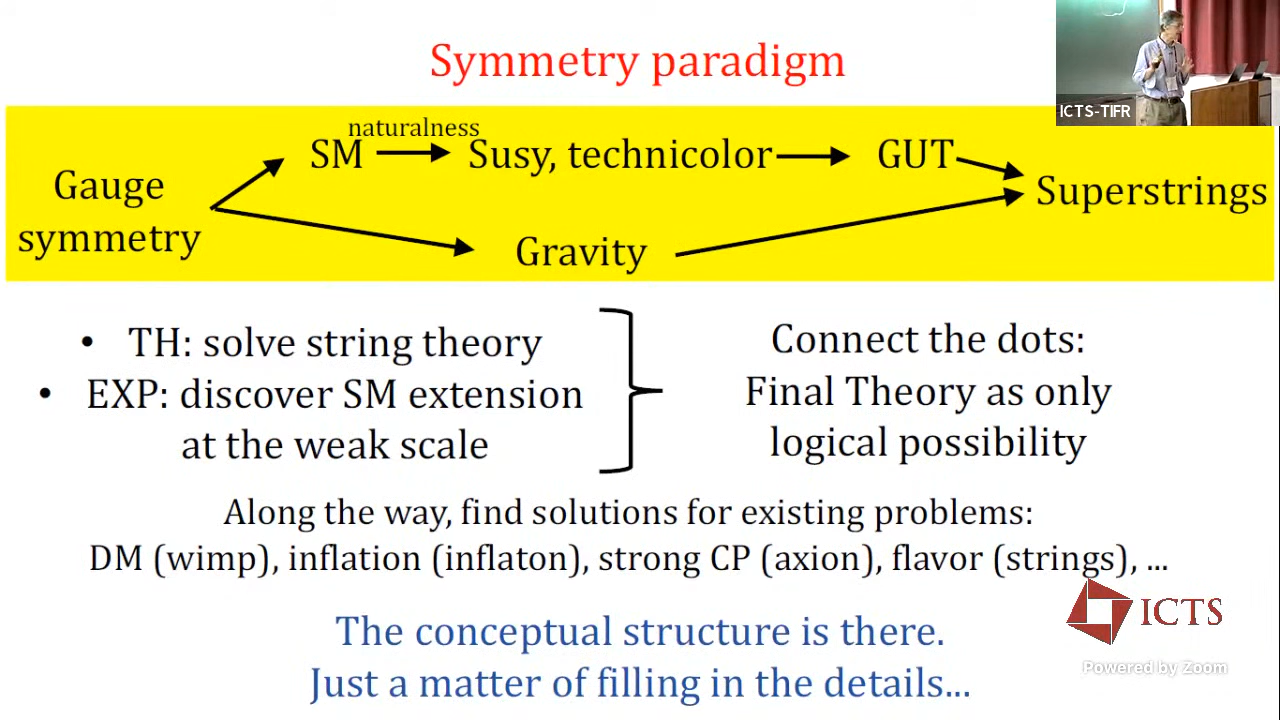 Symmetry paradigm
ICTS-TIFR
naturalness
SM Susy, technicolor GUT
Gauge
symmetry
Superstrings
Gravity
• TH: solve string theory
• EXP: discover SM extension
at the weak scale
Connect the dots:
Final Theory as only
logical possibility
Along the way, find solutions for existing problems:
DM (wimp), inflation (inflaton), strong CP (axion), flavor (strings), ...
ICTS
The conceptual structure is there.
Just a matter of filling in the details...
Powered by Zoom